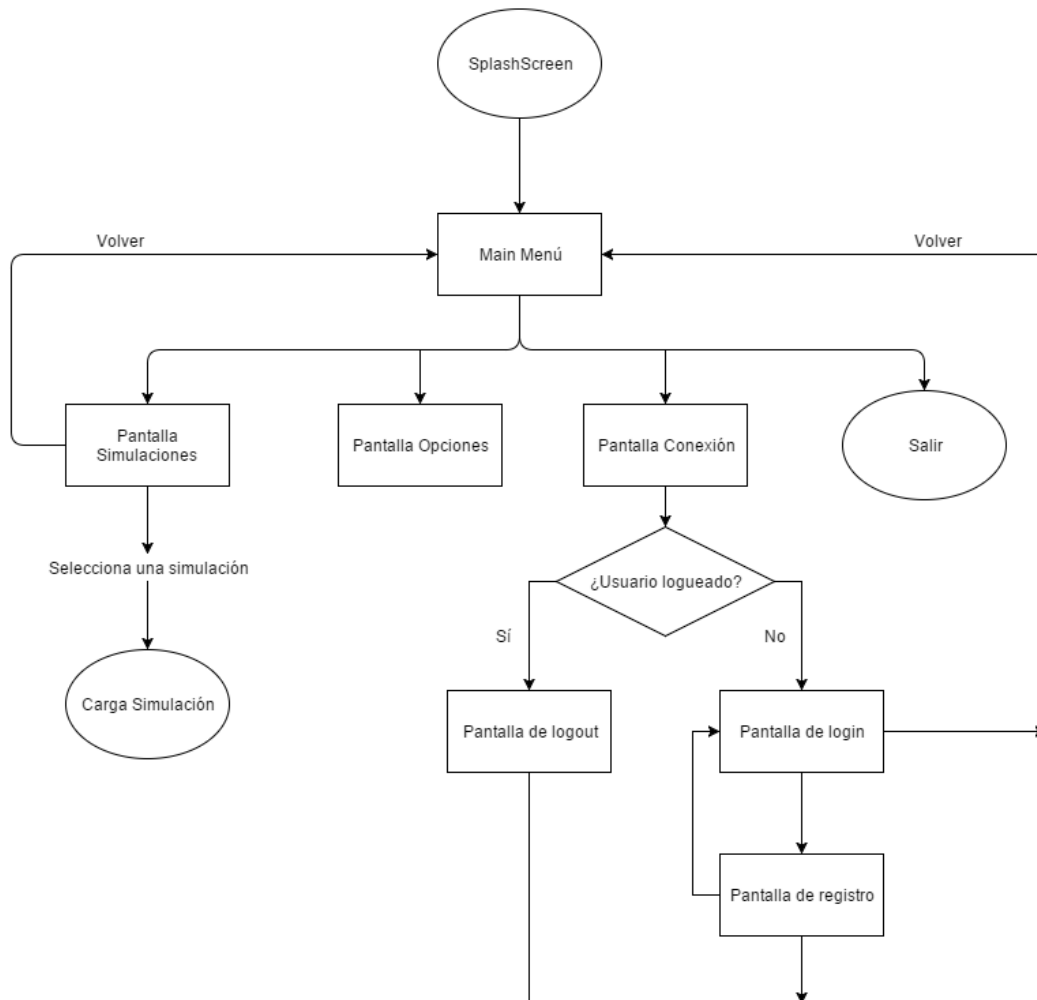 SplashScreen
Volver
Main Menú
Volver
Pantalla
Simulaciones
Pantalla Opciones
Pantalla Conexión
Salir
Selecciona una simulación
¿Usuario logueado?
Sí
No
Carga Simulación
Pantalla de logout
Pantalla de login
Pantalla de registro